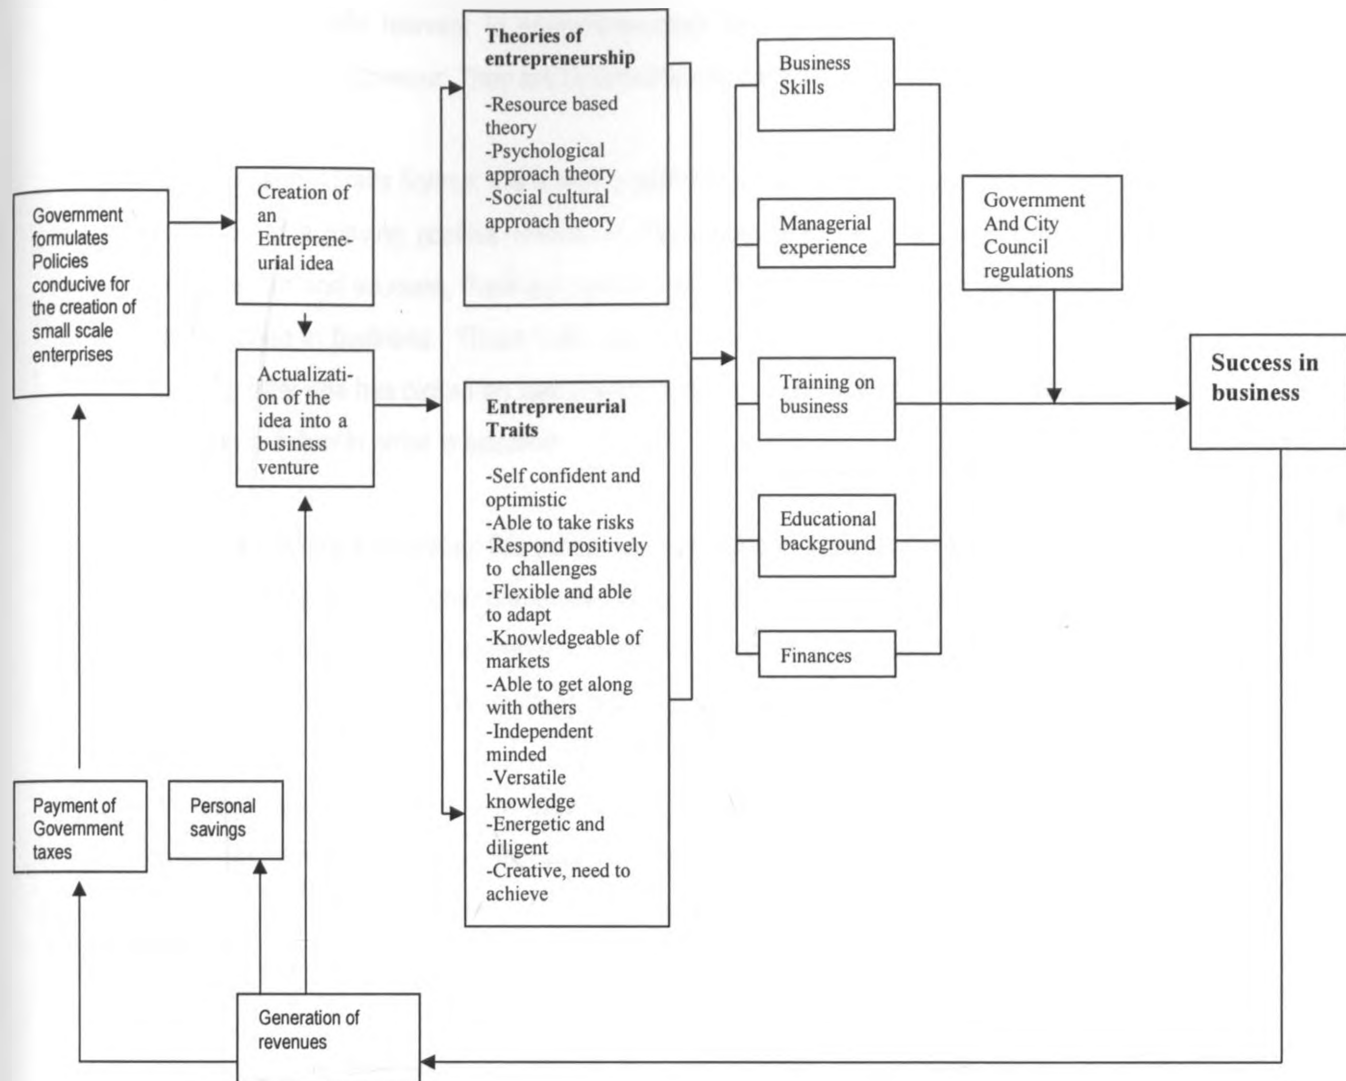 Government
formulates
Policies
conducive for
the creation of
small scale
enterprises
Creation of
an
Entreprene-
urial idea
Actualizati-
on of the
idea into a
business
venture
Theories of
entrepreneurship
-Resource based
theory
-Psychological
approach theory
-Social cultural
approach theory
Entrepreneurial
Traits
-Self confident and
optimistic
-Able to take risks
-Respond positively
to challenges
-Flexible and able
to adapt
-Knowledgeable of
markets
-Able to get along
with others
-Independent
minded
-Versatile
knowledge
-Energetic and
diligent
-Creative, need to
achieve
Business
Skills
Managerial
experience
Training on
business
Educational
background
Finances
Government
And City
Council
regulations
Success in
business
Payment of
Government
taxes
Personal
savings
Generation of
revenues